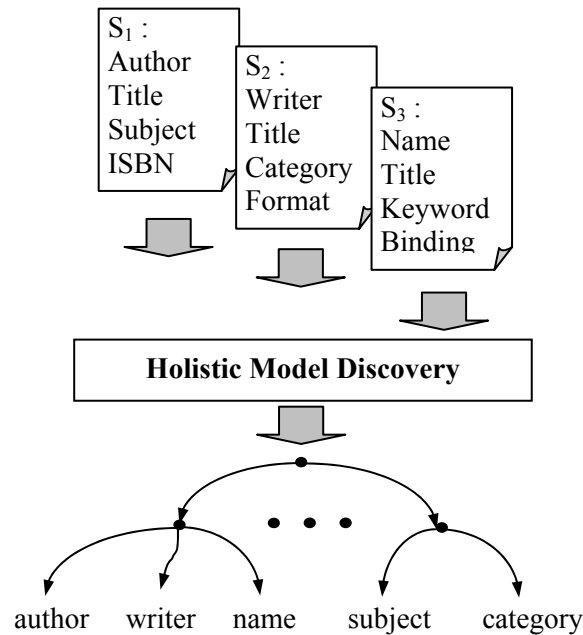 S₁ :
Author
Title
Subject
ISBN
S₂ :
Writer
Title
Category
Format
S₃ :
Name
Title
Keyword
Binding
Holistic Model Discovery
author writer name subject category